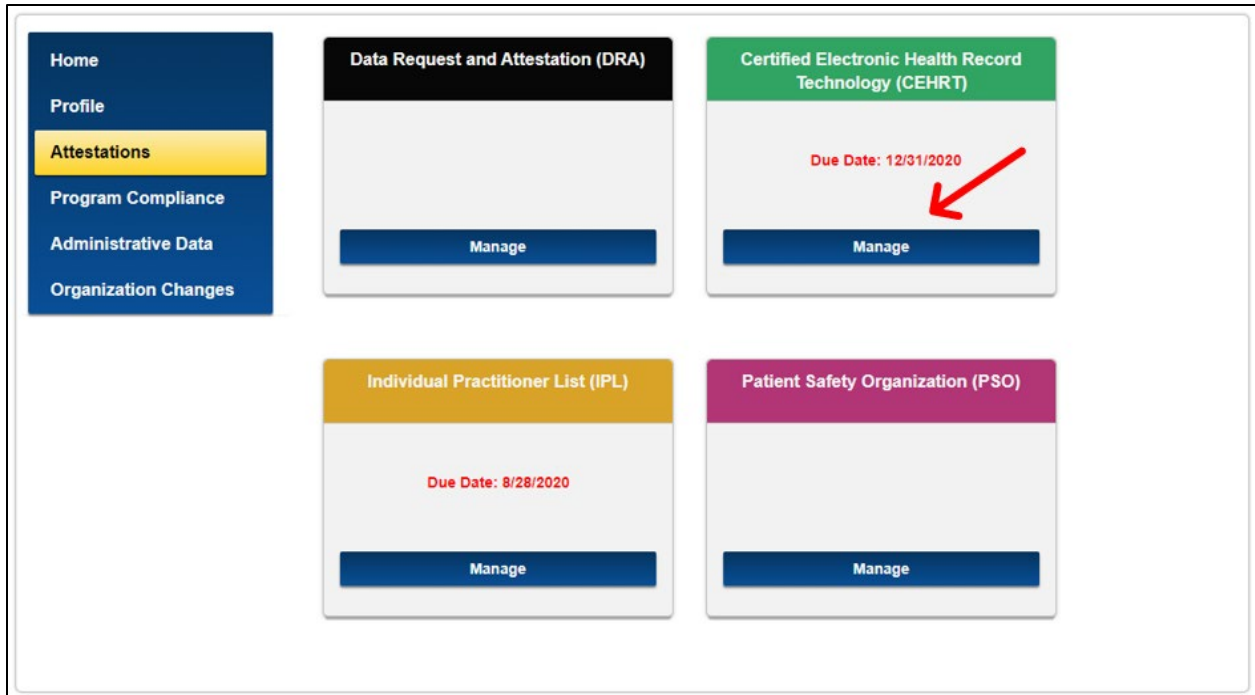 Home
Profile
Attestations
Program Compliance
Administrative Data
Organization Changes
Data Request and Attestation (DRA)
Manage
Certified Electronic Health Record
Technology (CEHRT)
Due Date: 12/31/2020
Manage
Individual Practitioner List (IPL)
Due Date: 8/28/2020
Manage
Patient Safety Organization (PSO)
Manage